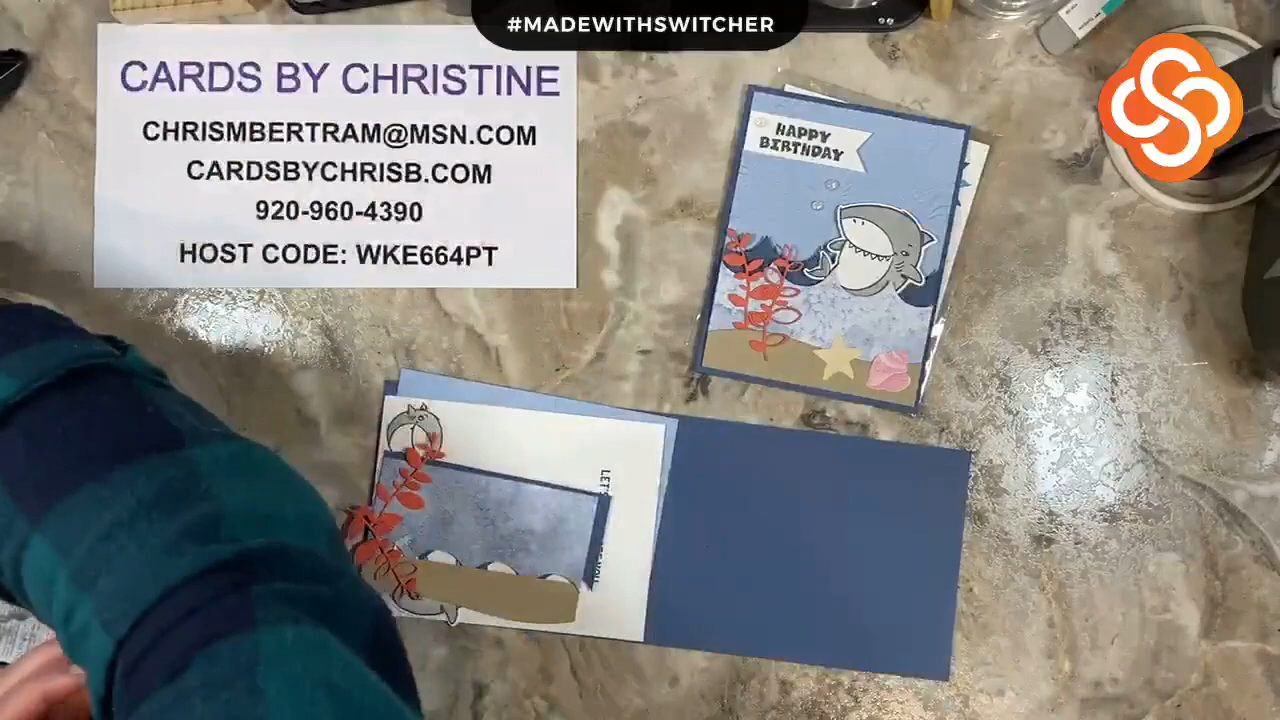 #MADEWITHSWITCHER
CARDS BY CHRISTINE
CHRISMBERTRAM@MSN.COM
CARDSBYCHRISB.COM
920-960-4390
HOST CODE: WKE664PT
HAPPY
BIRTHDAY